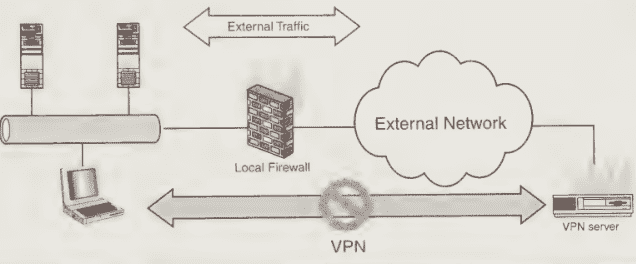 External Traffic
External Network
Local Firewall
VPN server
VPN